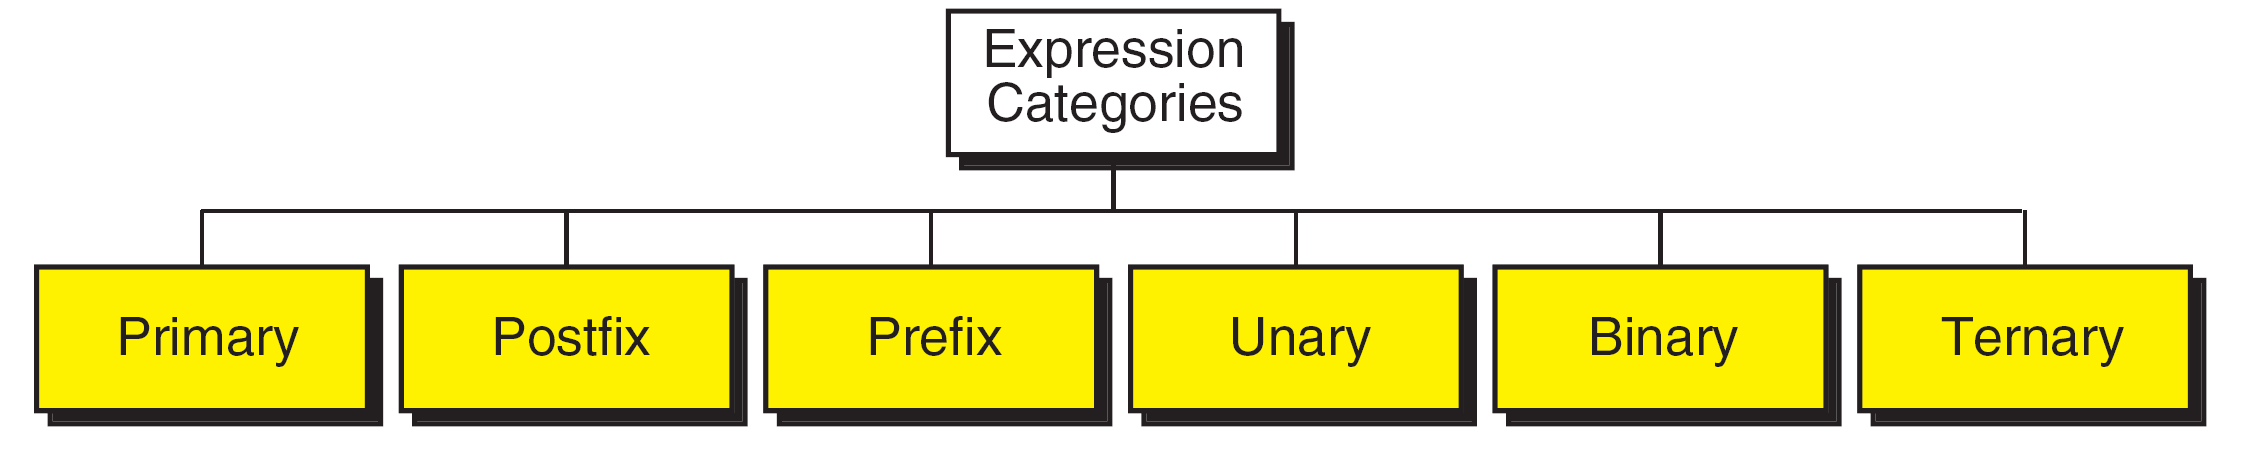 Expression
Categories
Primary
Postfix
Prefix
Unary
Binary
Ternary